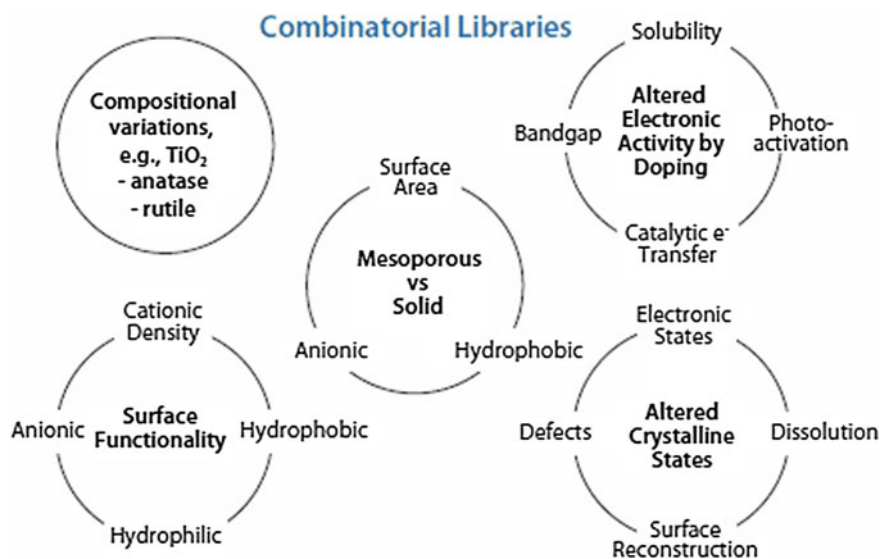 Combinatorial Libraries
Compositional
variations,
e.g., TiO₂
- anatase
- rutile
Solubility
Bandgap
Altered
Electronic
Activity by
Doping
Photo-
activation
Catalytic e⁻
Transfer
Surface
Area
Mesoporous
vs
Solid
Anionic
Hydrophobic
Cationic
Density
Anionic
Surface
Functionality
Hydrophobic
Hydrophilic
Electronic
States
Defects
Altered
Crystalline
States
Dissolution
Surface
Reconstruction